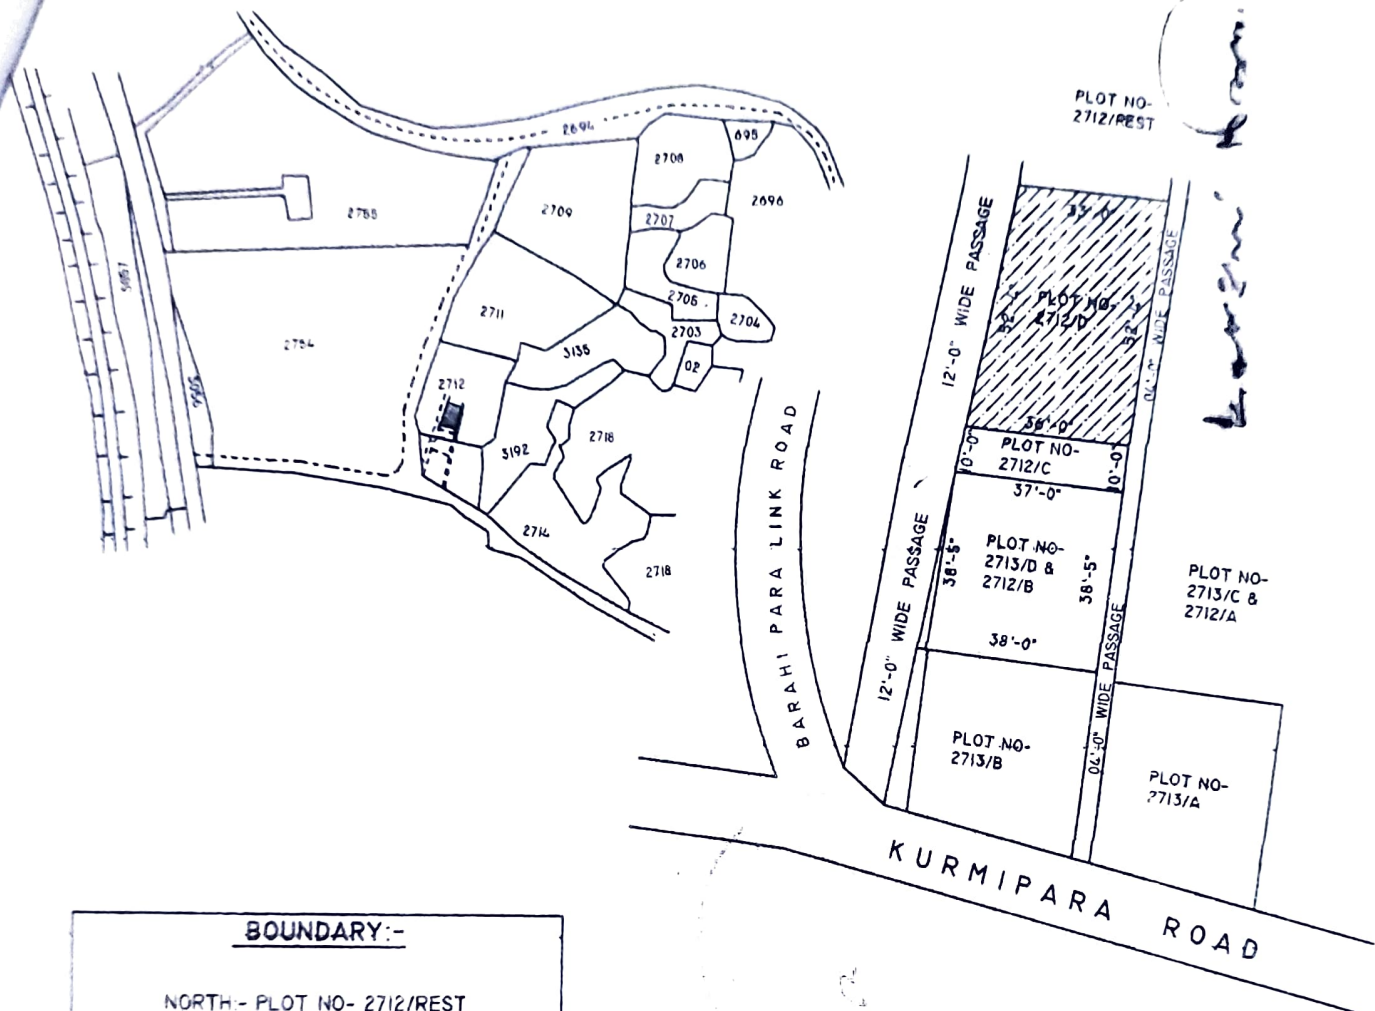 PLOT NO-
2712/REST
2694
695
2708
2696
2709
2707
2755
2706
2705
2704
2711
2703
3135
02
2754
2712
3192
2718
2714
2718
33'-0"
PLOT NO-
2712/D
52'-2"
12'-0" WIDE PASSAGE
04'-0" WIDE PASSAGE
36'-0"
PLOT NO-
2712/C
10'-0"
10'-0"
37'-0"
PLOT NO-
2713/D &
2712/B
38'-5"
38'-5"
38'-0"
12'-0" WIDE PASSAGE
04'-0" WIDE PASSAGE
PLOT NO-
2713/C &
2712/A
PLOT NO-
2713/B
PLOT NO-
2713/A
BARAHI PARA LINK ROAD
KURMIPARA ROAD
BOUNDARY:-
NORTH:- PLOT NO- 2712/REST